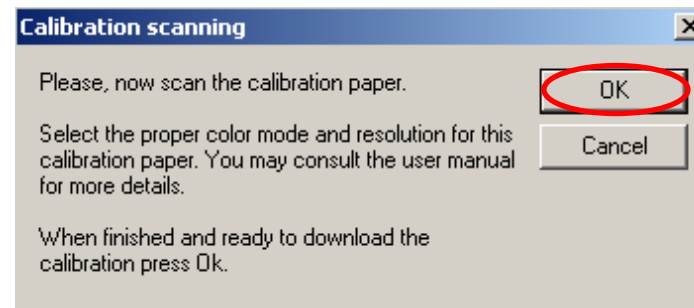 Calibration scanning
Please, now scan the calibration paper.
OK
Select the proper color mode and resolution for this
calibration paper. You may consult the user manual
for more details.
Cancel
When finished and ready to download the
calibration press Ok.